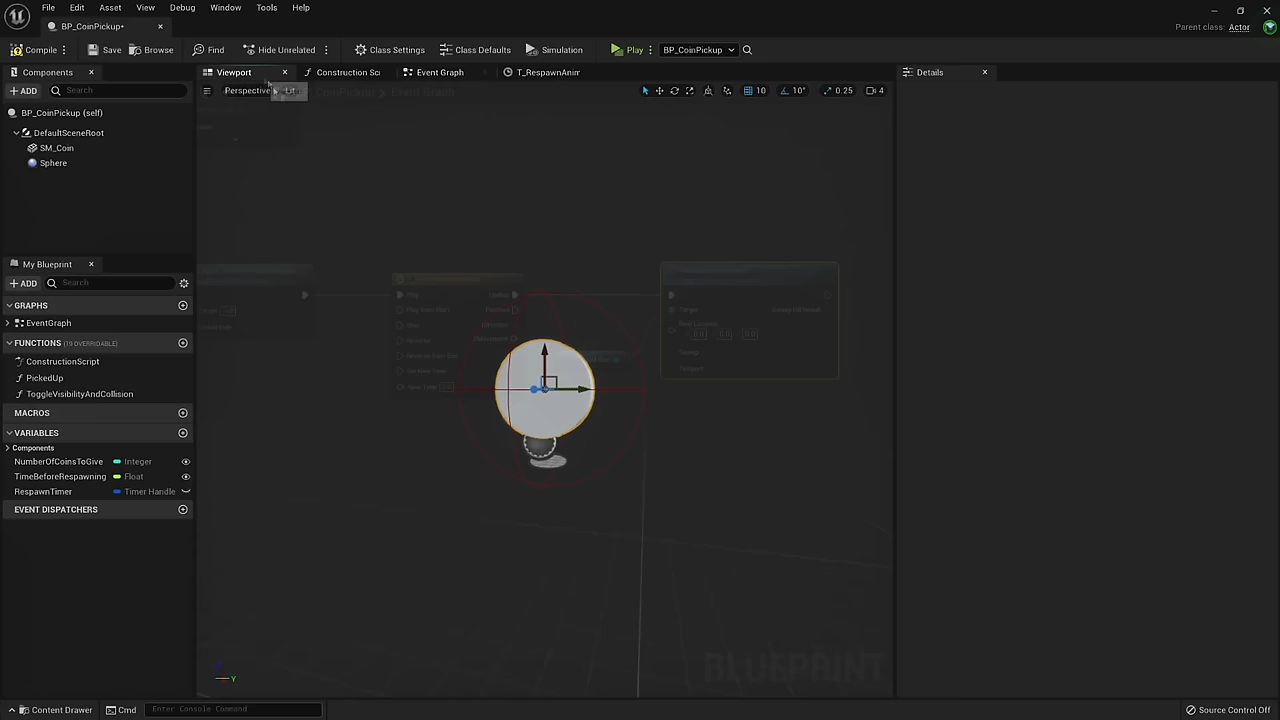 File Edit Asset View Debug Window Tools Help
BP_CoinPickup*
Parent class: Actor
Compile Save Browse Find Hide Unrelated Class Settings Class Defaults Simulation Play BP_CoinPickup
Components Viewport Construction Sc Event Graph T_RespawnAnim Details
ADD Search Perspective Lit Event Graph 10 10° 0.25 4
BP_CoinPickup (self)
DefaultSceneRoot
SM_Coin
Sphere
My Blueprint
ADD Search
GRAPHS
EventGraph
FUNCTIONS (19 OVERRIDABLE)
ConstructionScript
PickedUp
ToggleVisibilityAndCollision
MACROS
VARIABLES
Components
NumberOfCoinsToGive Integer
TimeBeforeRespawning Float
RespawnTimer Timer Handle
EVENT DISPATCHERS
BLUEPRINT
Y
Content Drawer Cmd Enter Console Command Source Control Off